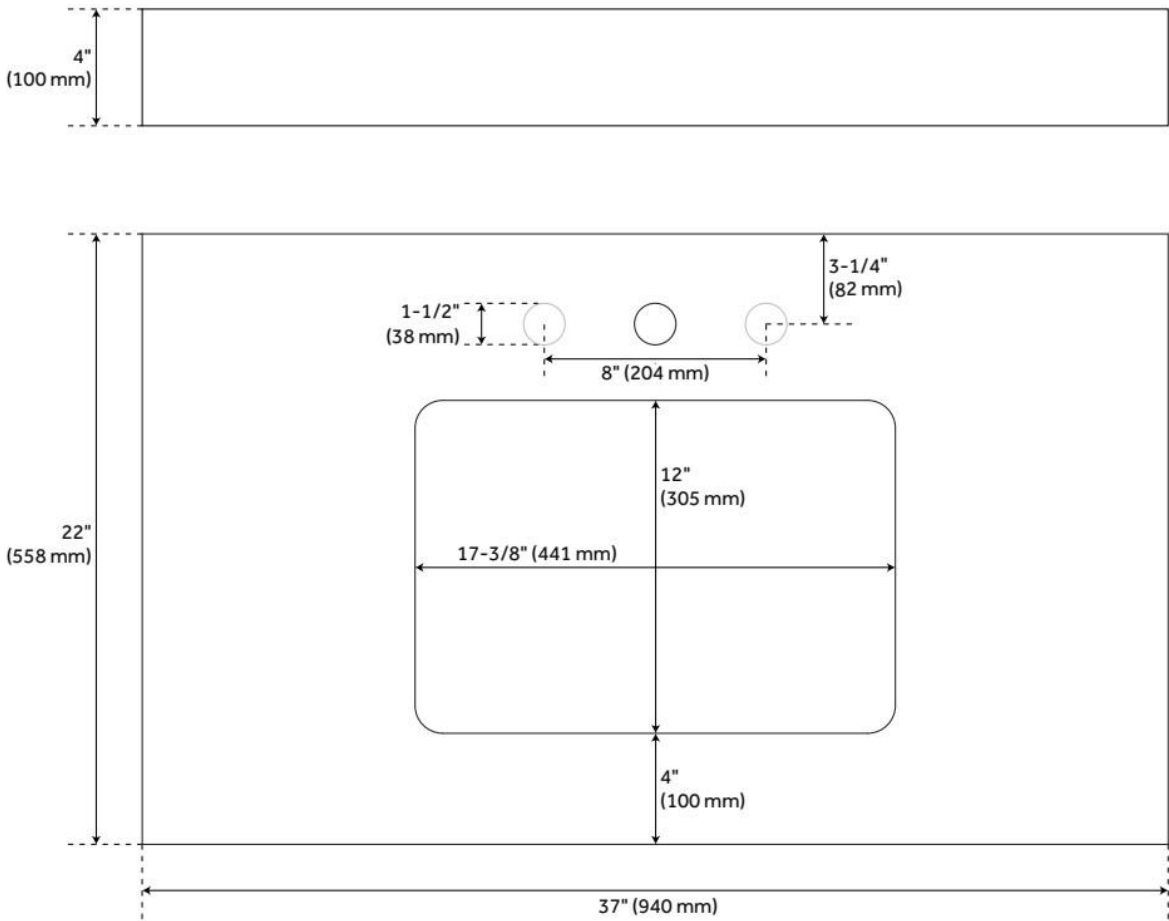 4"
(100 mm)
3-1/4"
(82 mm)
1-1/2"
(38 mm)
8" (204 mm)
12"
(305 mm)
22"
(558 mm)
17-3/8" (441 mm)
4"
(100 mm)
37" (940 mm)